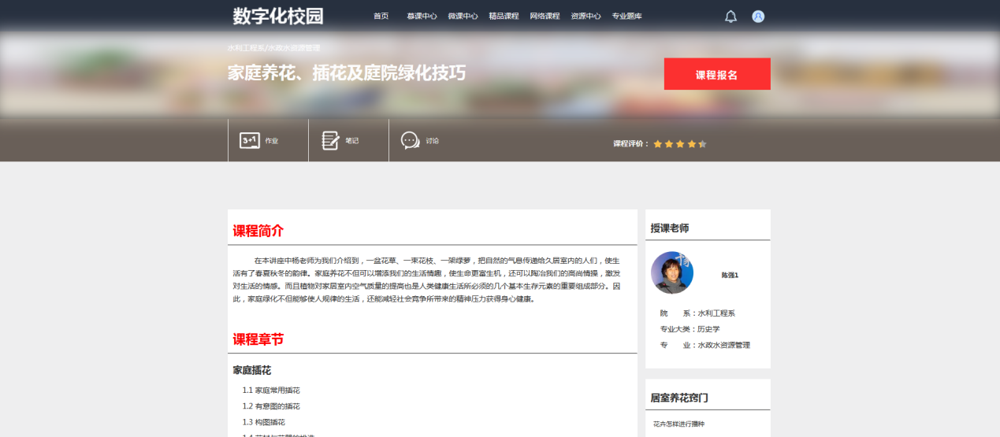 数字化校园
首页 慕课中心 微课中心 精品课程 网络课程 资源中心 专业题库
水利工程系/水政水资源管理
家庭养花、插花及庭院绿化技巧
课程报名
作业 笔记 讨论
课程评价：
课程简介
在本讲座中杨老师为我们介绍到，一盆花草、一束花枝、一架绿萝，把自然的气息传递给久居室内的人们，使生
活有了春夏秋冬的韵律。家庭养花不但可以增添我们的生活情趣，使生命更富生机，还可以陶冶我们的高尚情操，激发
对生活的情感。而且植物对家居室内空气质量的提高也是人类健康生活所必须的几个基本生存元素的重要组成部分。因
此，家庭绿化不但能够使人规律的生活，还能减轻社会竞争所带来的精神压力获得身心健康。
课程章节
家庭插花
1.1 家庭常用插花
1.2 有意图的插花
1.3 构图插花
授课老师
陈强1
院 系：水利工程系
专业大类：历史学
专 业：水政水资源管理
居室养花窍门
花卉怎样进行播种